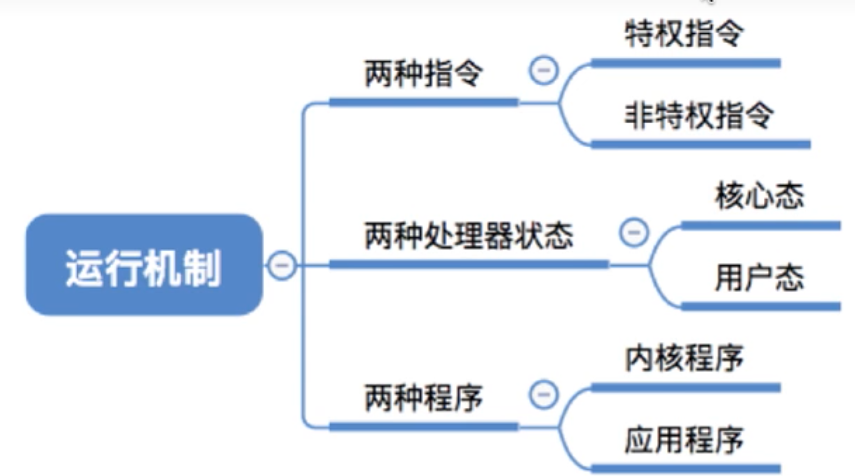 运行机制
两种指令
特权指令
非特权指令
两种处理器状态
核心态
用户态
两种程序
内核程序
应用程序